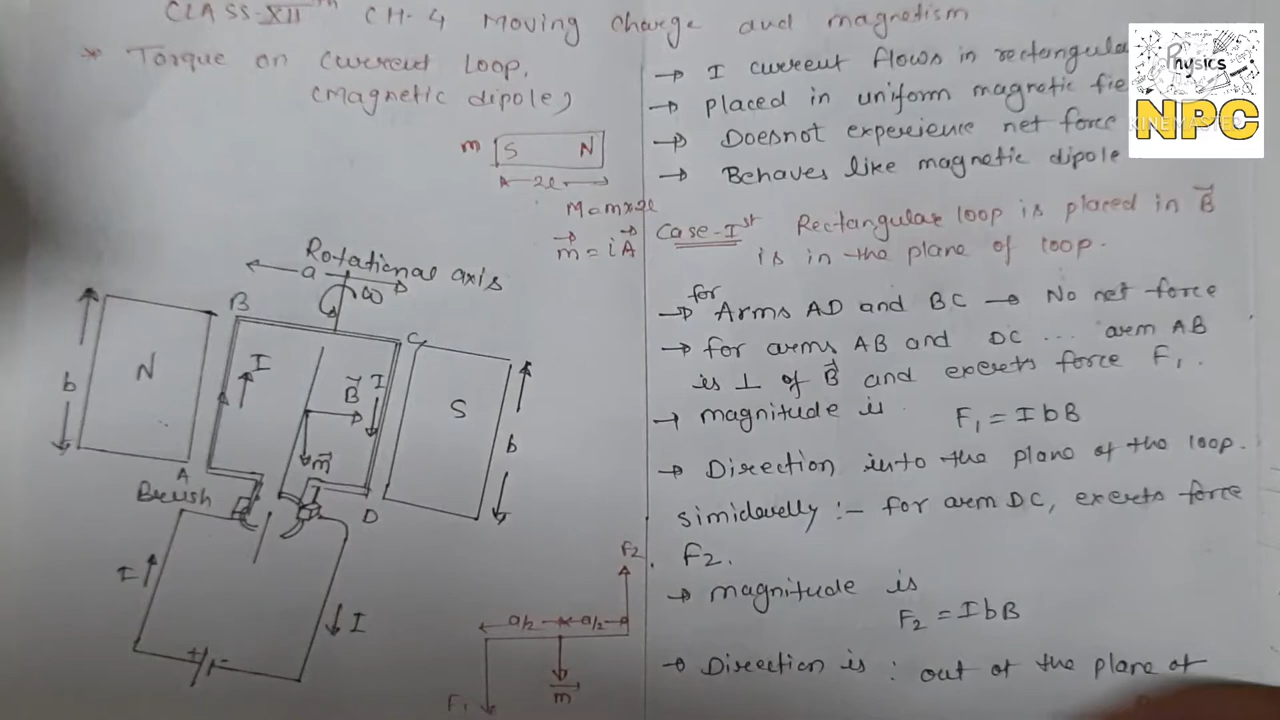 CLASS-XIIth CH-4 Moving Charge and magnetism
* Torque on current loop,
(Magnetic dipole)
m S N
2l
M=m×2l
m = iA
Rotational axis
a
ω
B
C
N
b
I
B
I
S
b
m
A
Brush
D
I
I
+ -
F2
a/2 a/2
F1
m
→ I current flows in
→ placed in uniform magnetic
→ Doesnot experience net force
→ Behaves like magnetic dipole
Case-Ist Rectangular loop is placed in B
is in the plane of loop.
→ for Arms AD and BC → No net force
→ for arms AB and DC ... arm AB
is ⊥ of B and exerts force F1.
→ magnitude is F1 = IbB
→ Direction into the plane of the loop.
similarelly :- for arm DC, exerts force
F2.
→ magnitude is
F2 = IbB
→ Direction is : out of the plane of
Physics
NPC